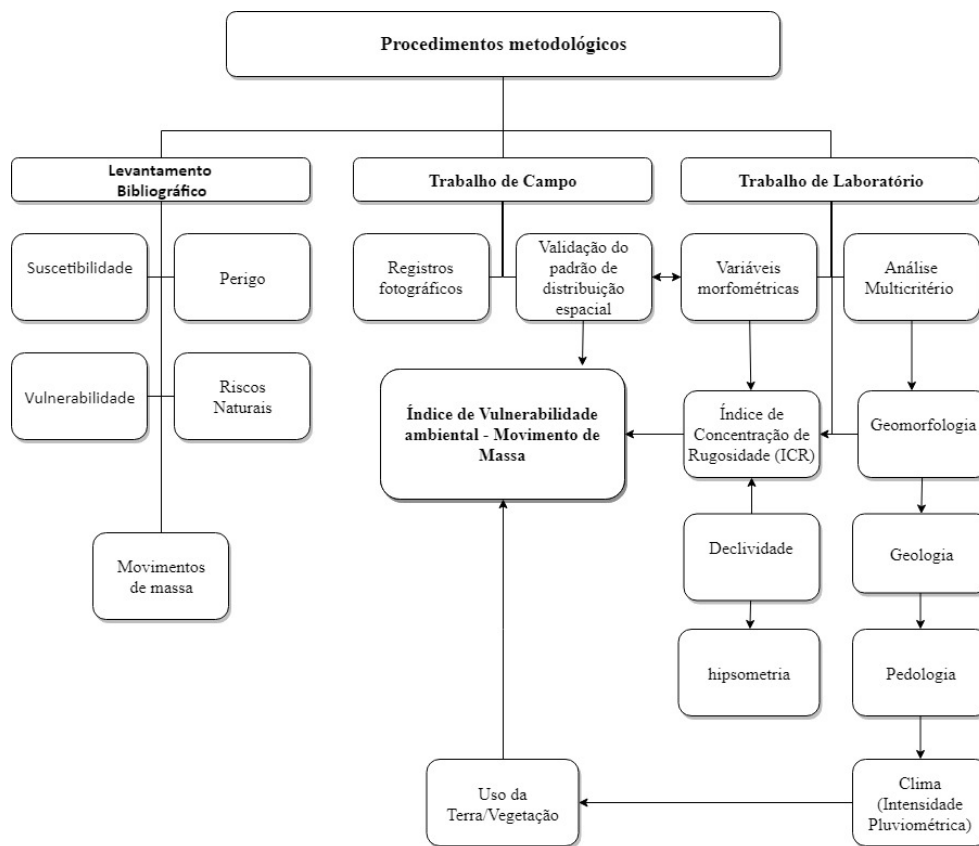 Procedimentos metodológicos
Levantamento
Bibliográfico
Trabalho de Campo
Trabalho de Laboratório
Suscetibilidade
Perigo
Registros
fotográficos
Validação do
padrão de
distribuição
espacial
Variáveis
morfométricas
Análise
Multicritério
Vulnerabilidade
Riscos
Naturais
Índice de Vulnerabilidade
ambiental - Movimento de
Massa
Índice de
Concentração de
Rugosidade (ICR)
Geomorfologia
Movimentos
de massa
Declividade
Geologia
hipsometria
Pedologia
Uso da
Terra/Vegetação
Clima
(Intensidade
Pluviométrica)